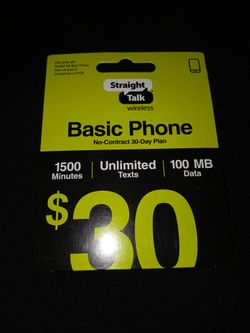 Straight
Talk
wireless
Basic Phone
No-Contract 30-Day Plan
1500
Minutes
Unlimited
Texts
100 MB
Data
$30